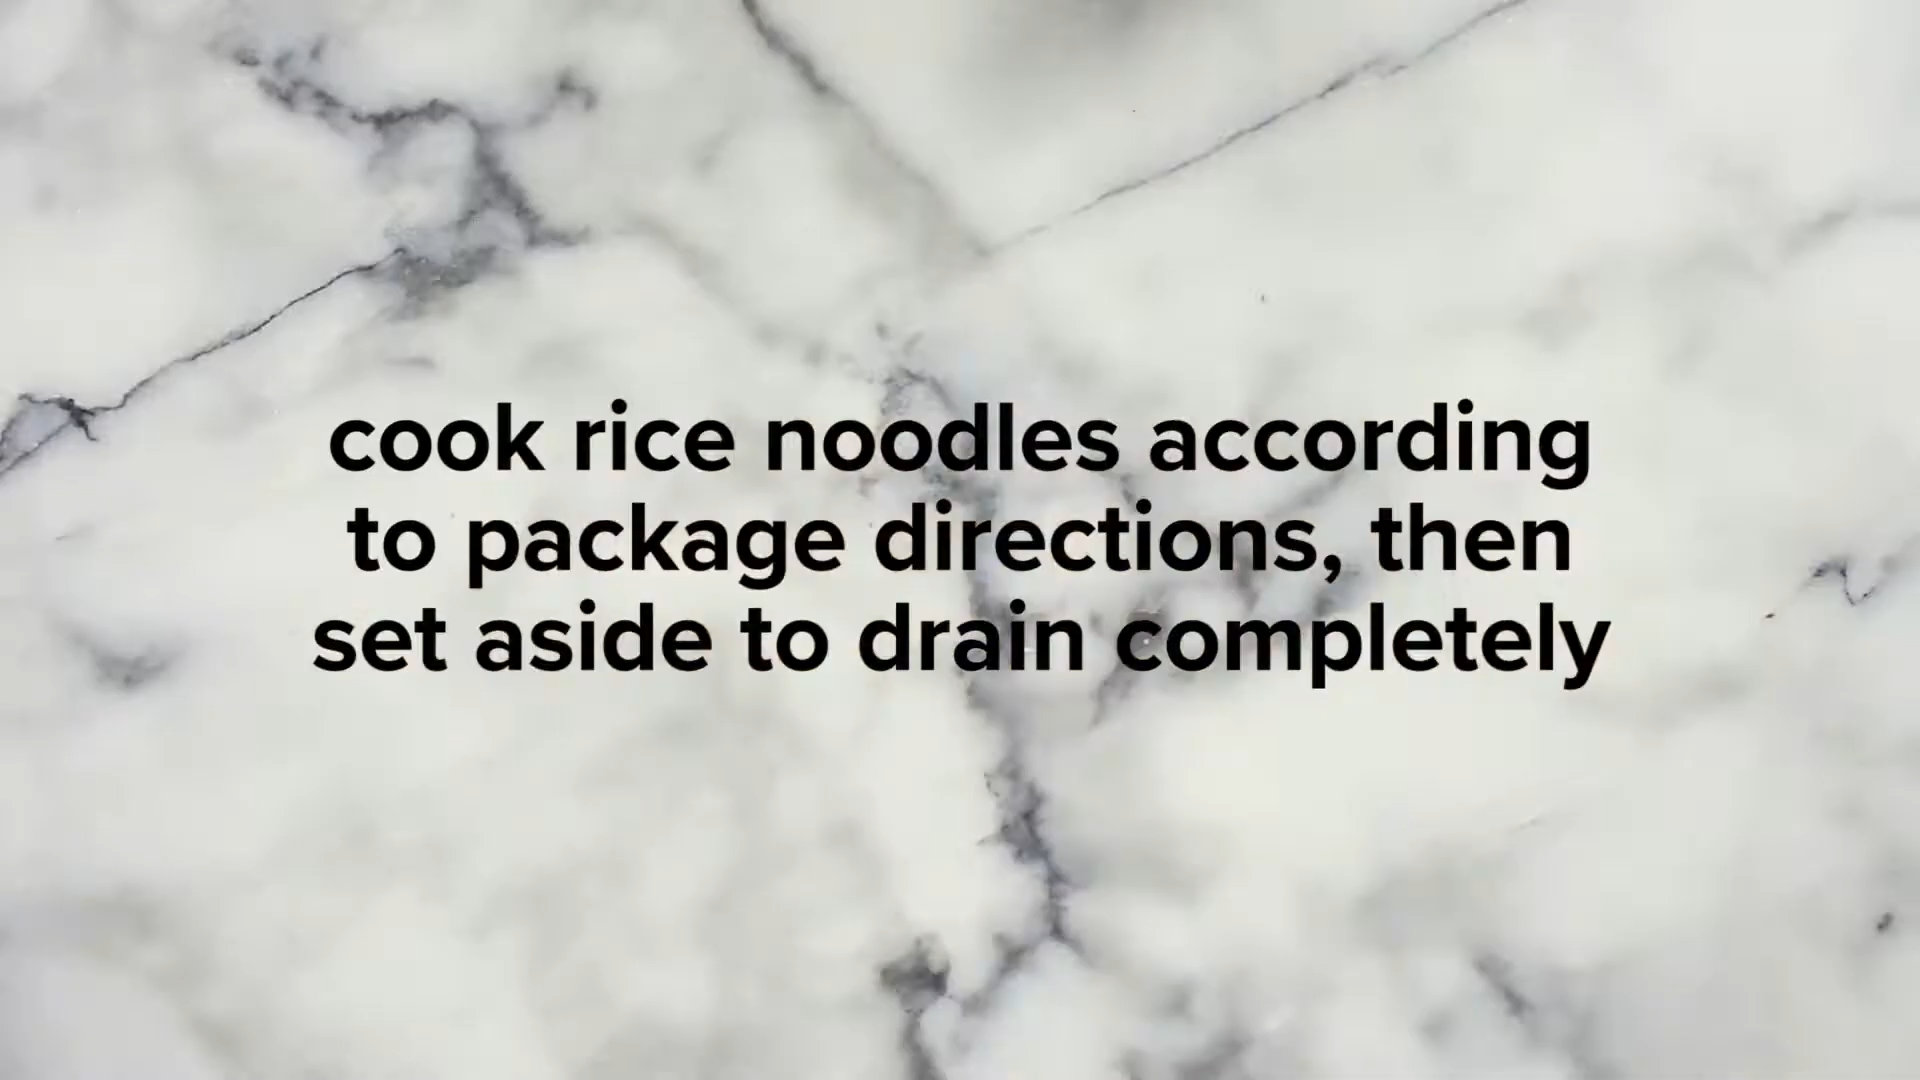 cook rice noodles according
to package directions, then
set aside to drain completely